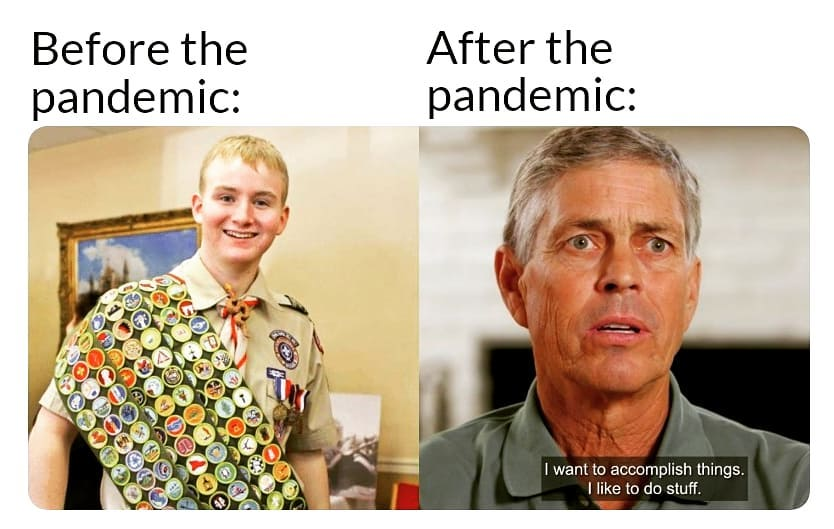 Before the
pandemic:
After the
pandemic:
I want to accomplish things.
I like to do stuff.